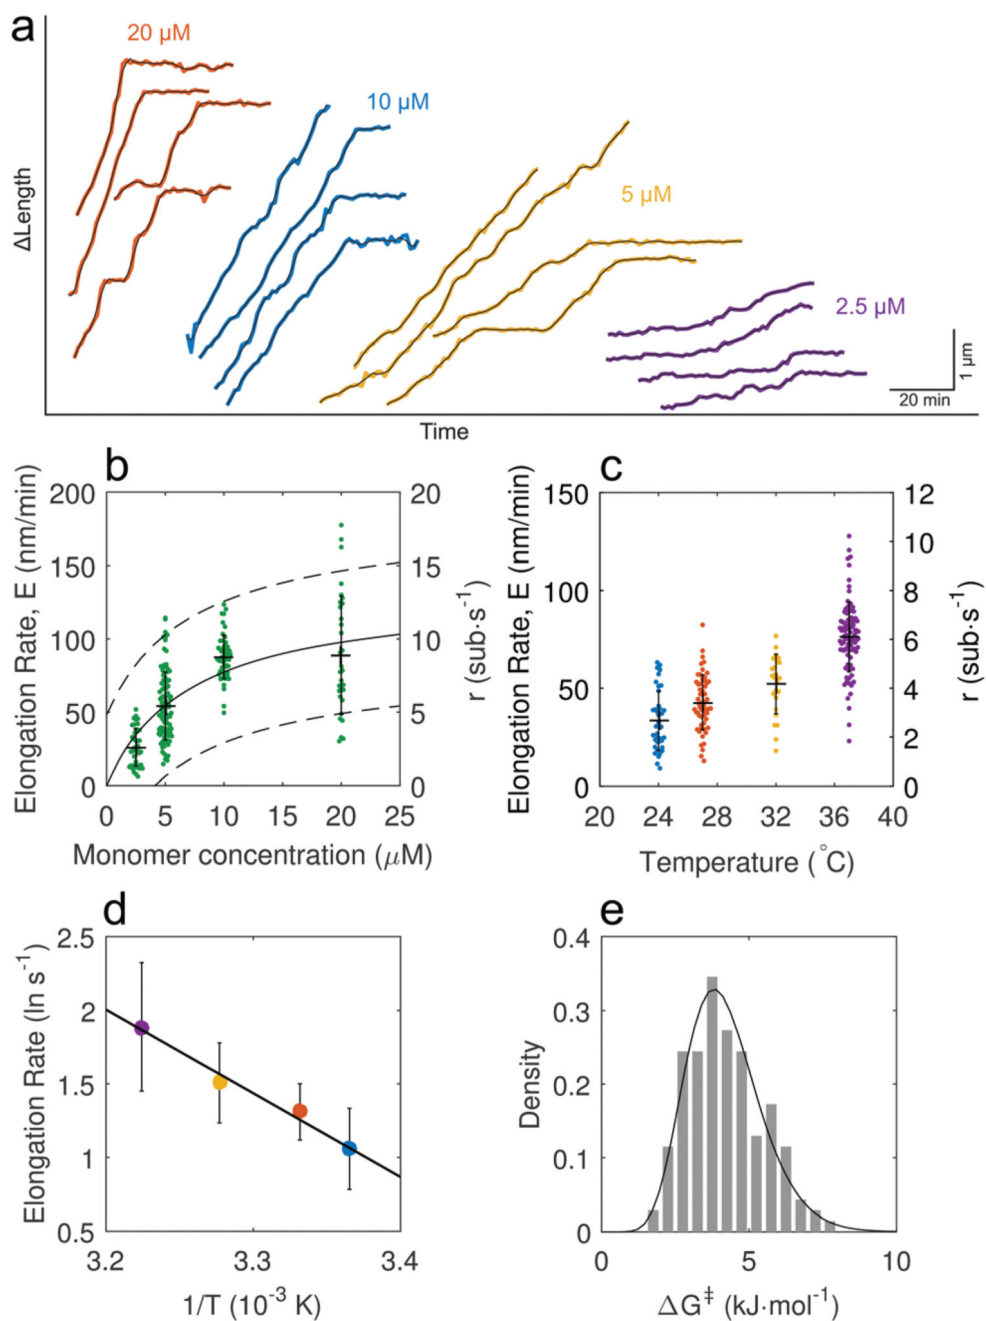 a
20 µM
10 µM
5 µM
2.5 µM
ΔLength
1 µm
20 min
Time
b
Elongation Rate, E (nm/min)
200
150
100
50
0
20
15
10
5
0
r (sub·s⁻¹)
0 5 10 15 20 25
Monomer concentration (µM)
c
Elongation Rate, E (nm/min)
150
100
50
0
12
10
8
6
4
2
0
r (sub·s⁻¹)
20 24 28 32 36 40
Temperature (°C)
d
Elongation Rate (ln s⁻¹)
2.5
2
1.5
1
0.5
3.2 3.3 3.4
1/T (10⁻³ K)
e
Density
0.4
0.3
0.2
0.1
0
0 5 10
ΔG‡ (kJ·mol⁻¹)